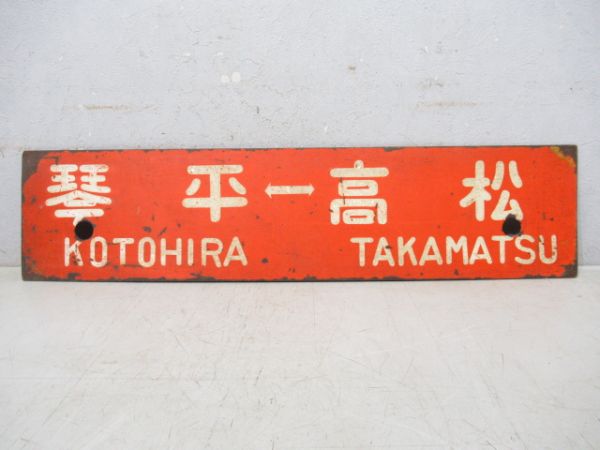 琴平↔高松
KOTOHIRA TAKAMATSU